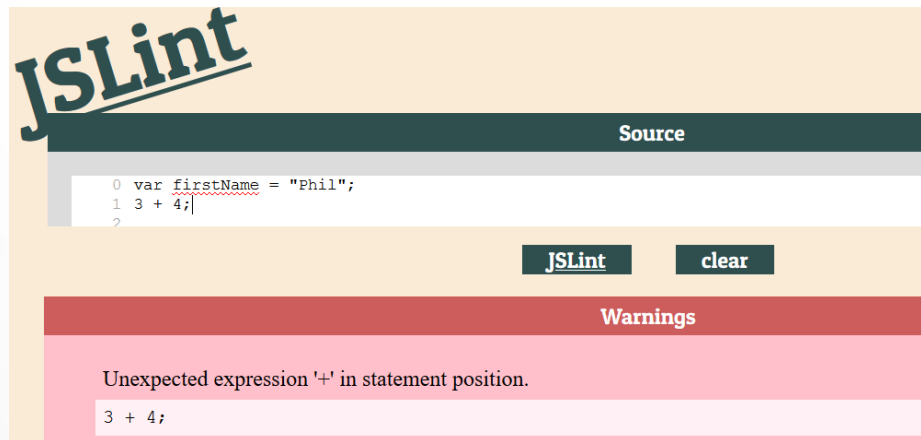 JSLint
Source
0 var firstName = "Phil";
1 3 + 4;
2
JSLint clear
Warnings
Unexpected expression '+' in statement position.
3 + 4;